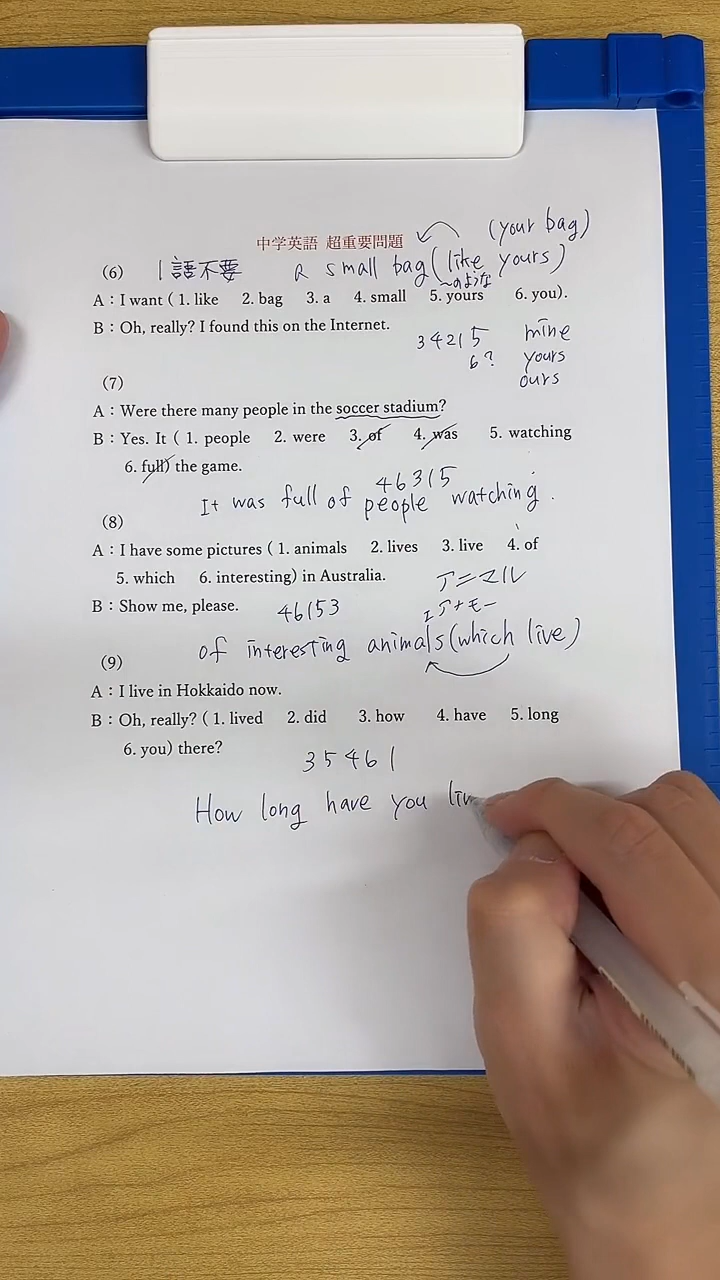 中学英語 超重要問題
(your bag)
(6) 1語不要 a small bag (like yours)
〜のような
A：I want ( 1. like 2. bag 3. a 4. small 5. yours 6. you).
B：Oh, really? I found this on the Internet.
34215 mine
6? yours
ours
(7)
A：Were there many people in the soccer stadium?
B：Yes. It ( 1. people 2. were 3. of 4. was 5. watching
6. full) the game.
46315
It was full of people watching.
(8)
A：I have some pictures ( 1. animals 2. lives 3. live 4. of
5. which 6. interesting) in Australia.
アニマル
B：Show me, please. 46153
エアナモー
of interesting animals (which live)
(9)
A：I live in Hokkaido now.
B：Oh, really? ( 1. lived 2. did 3. how 4. have 5. long
6. you) there?
35461
How long have you liv